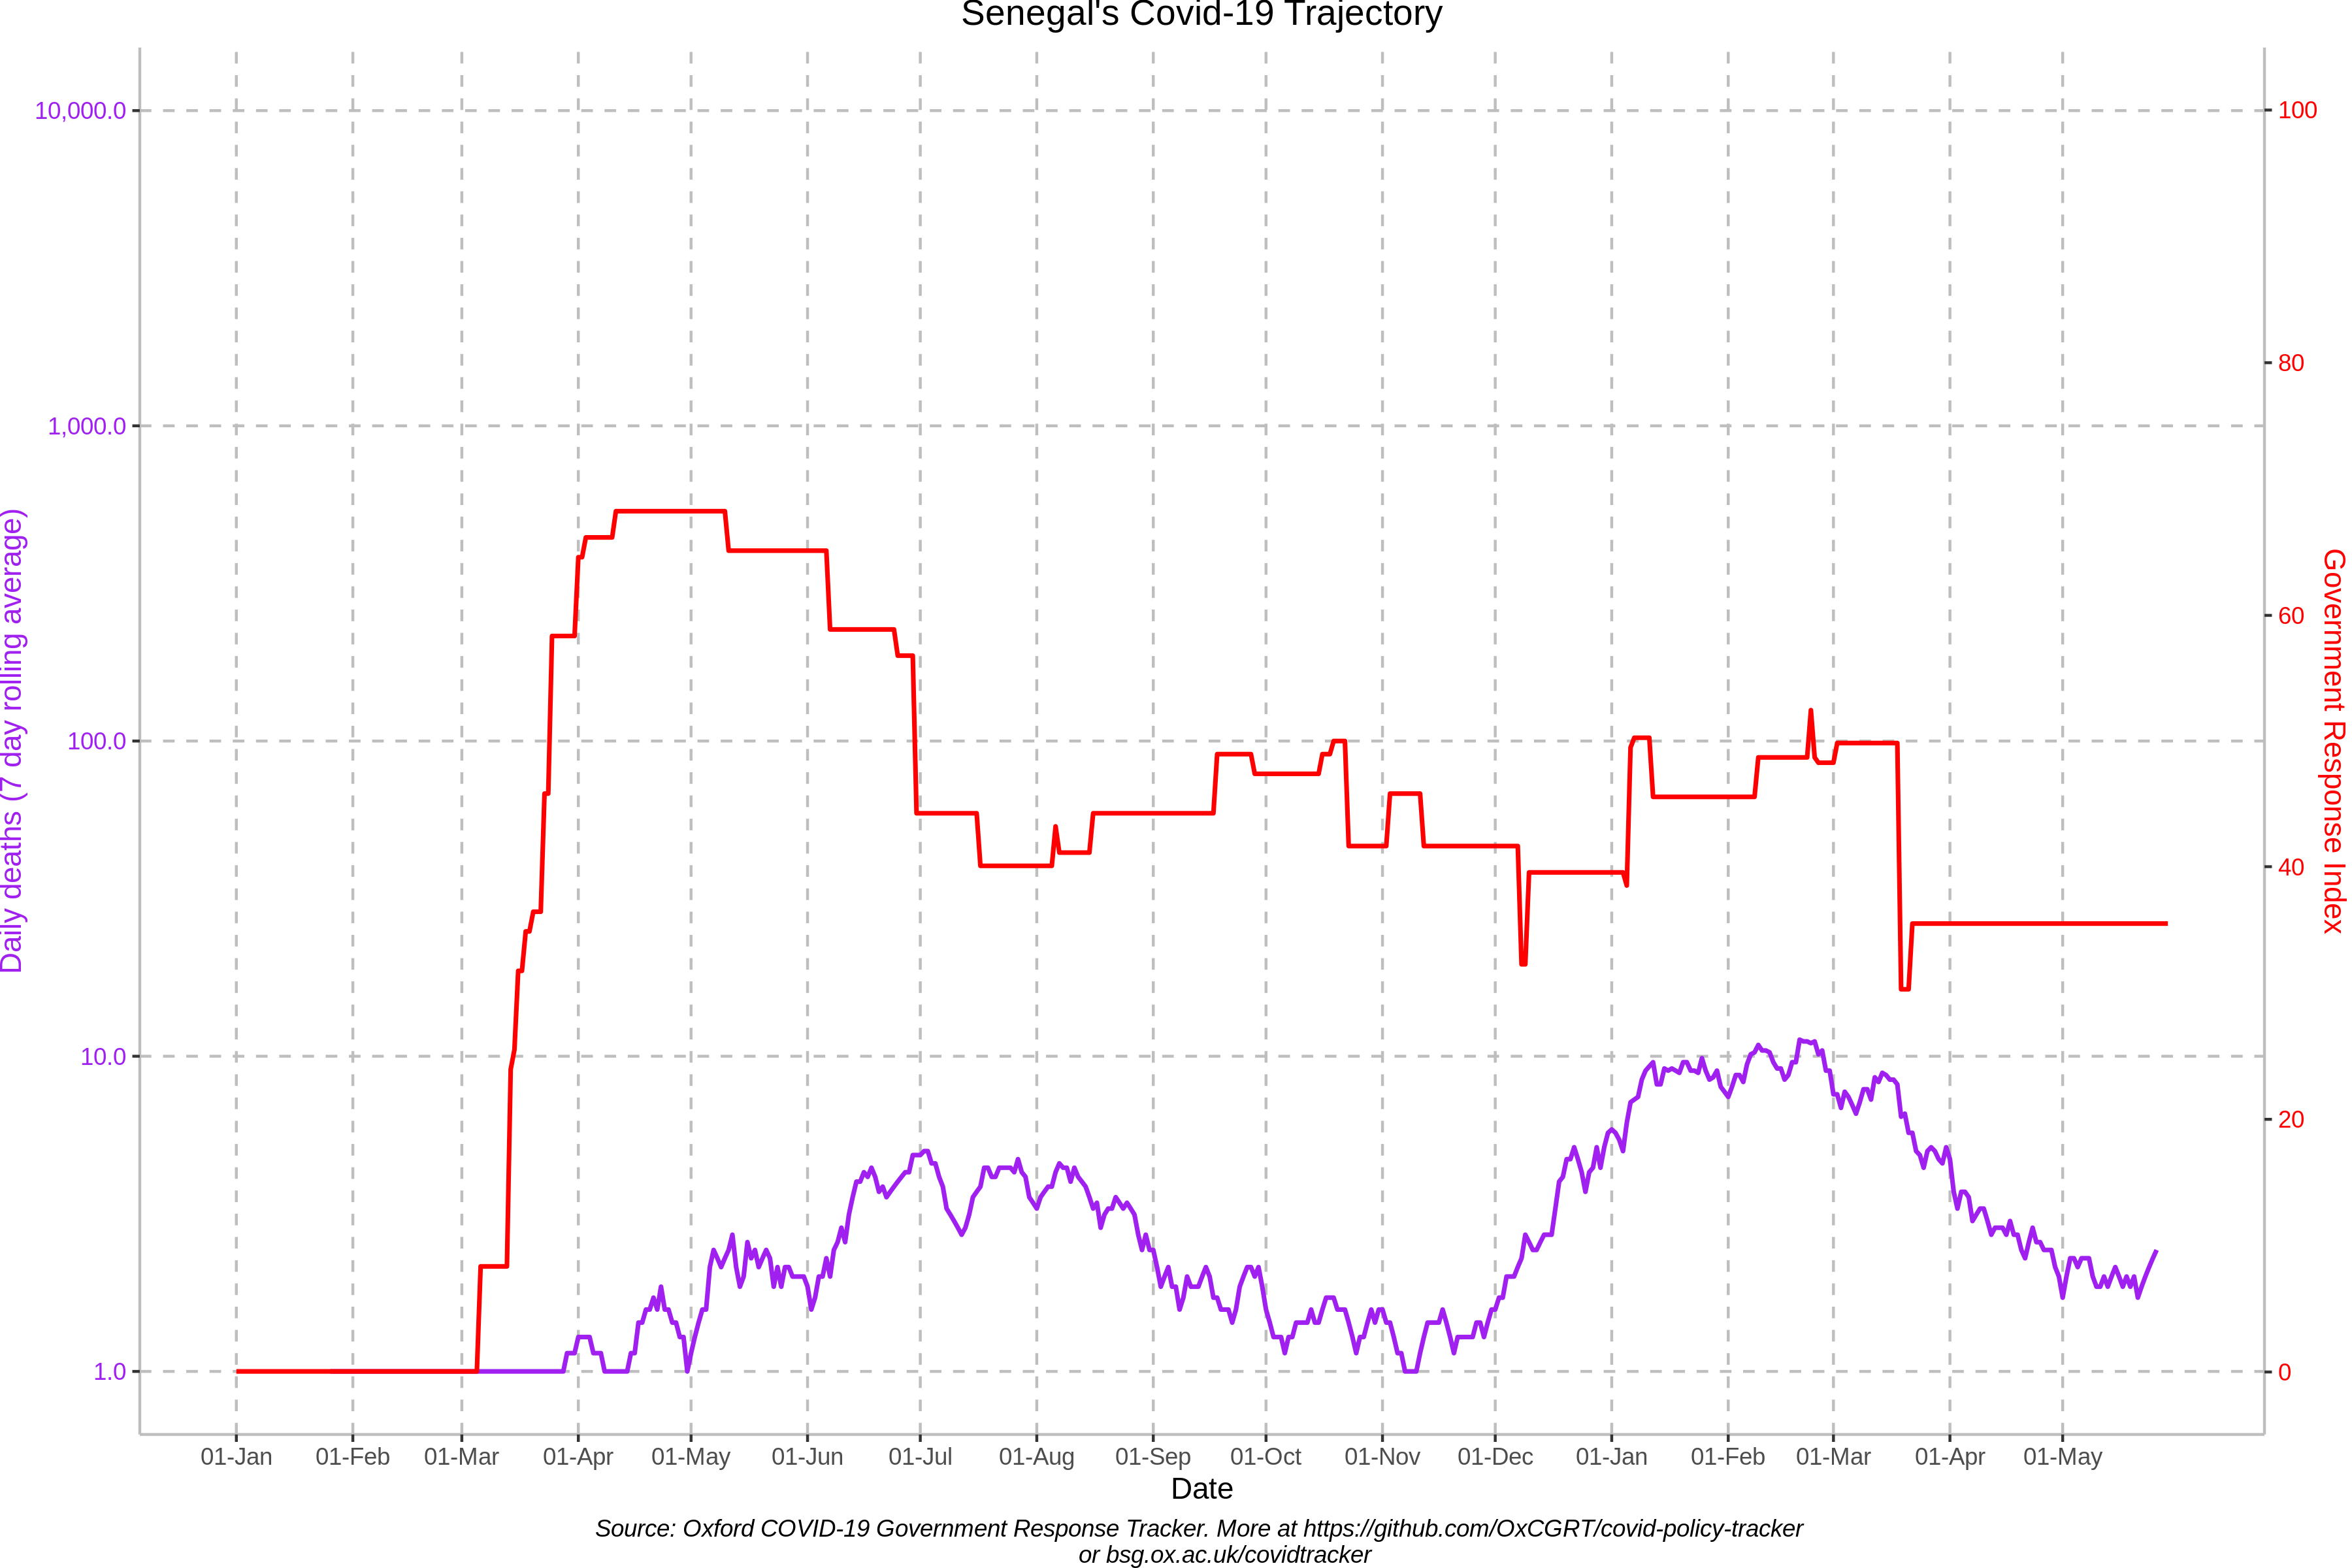 Senegal's Covid-19 Trajectory
10,000.0
1,000.0
100.0
10.0
1.0
Daily deaths (7 day rolling average)
100
80
60
40
20
0
Government Response Index
01-Jan 01-Feb 01-Mar 01-Apr 01-May 01-Jun 01-Jul 01-Aug 01-Sep 01-Oct 01-Nov 01-Dec 01-Jan 01-Feb 01-Mar 01-Apr 01-May
Date
Source: Oxford COVID-19 Government Response Tracker. More at https://github.com/OxCGRT/covid-policy-tracker
or bsg.ox.ac.uk/covidtracker